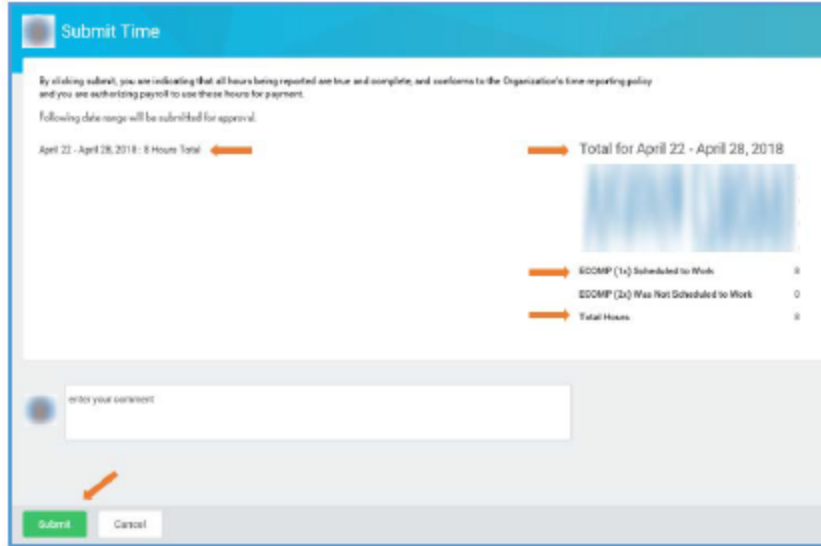 Submit Time
By clicking submit, you are indicating that all hours being reported are true and complete, and conforms to the Organization's time reporting policy
and you are authorizing payroll to use these hours for payment.
Following date range will be submitted for approval.
April 22 - April 28, 2018 : 8 Hours Total
Total for April 22 - April 28, 2018
ECOMP (1x) Scheduled to Work 8
ECOMP (2x) Was Not Scheduled to Work 0
Total Hours 8
enter your comment
Submit Cancel